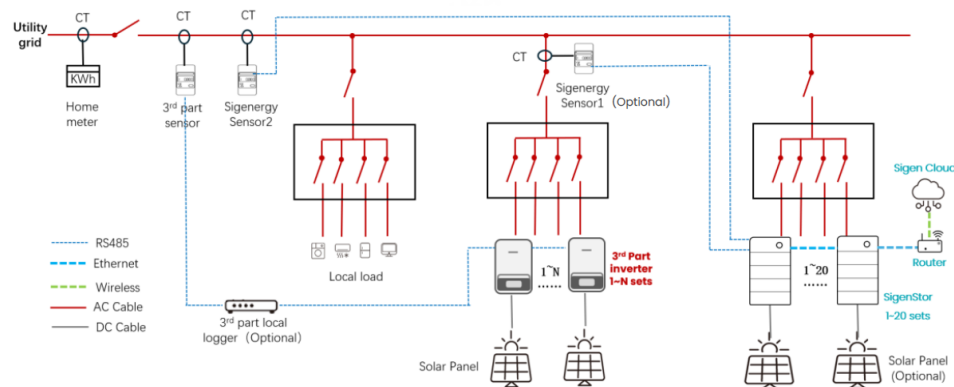 Utility
grid
CT
CT
CT
CT
KWh
Home
meter
3rd part
sensor
Sigenergy
Sensor2
Sigenergy
Sensor1 (Optional)
Sigen Cloud
Router
RS485
Ethernet
Wireless
AC Cable
DC Cable
Local load
3rd part local
logger (Optional)
1~N
......
3rd Part
inverter
1~N sets
1~20
......
SigenStor
1-20 sets
Solar Panel
Solar Panel
(Optional)